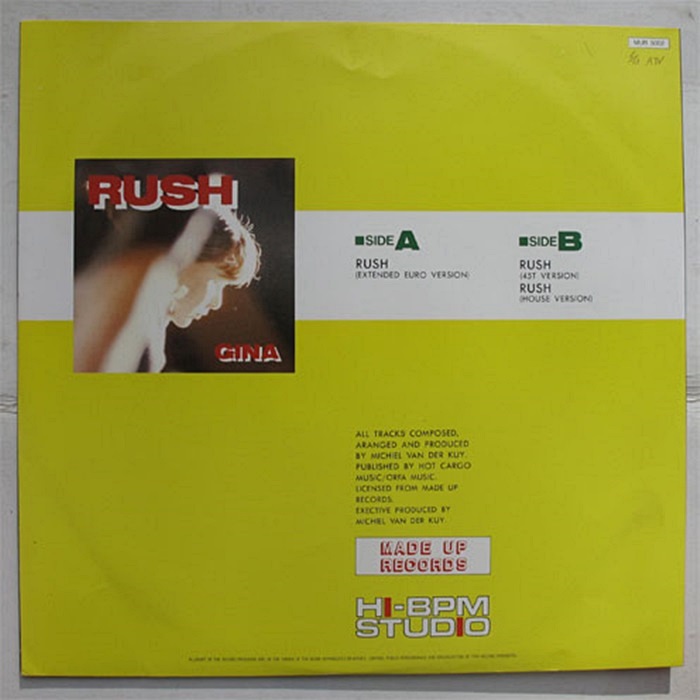 MUR 5002
RUSH
GINA
■SIDE A
RUSH
(EXTENDED EURO VERSION)
■SIDE B
RUSH
(45T VERSION)
RUSH
(HOUSE VERSION)
ALL TRACKS COMPOSED,
ARANGED AND PRODUCED
BY MICHIEL VAN DER KUY.
PUBLISHED BY HOT CARGO
MUSIC/ORFA MUSIC.
LICENSED FROM MADE UP
RECORDS.
EXECTIVE PRODUCED BY
MICHIEL VAN DER KUY.
MADE UP
RECORDS
HI-BPM
STUDIO